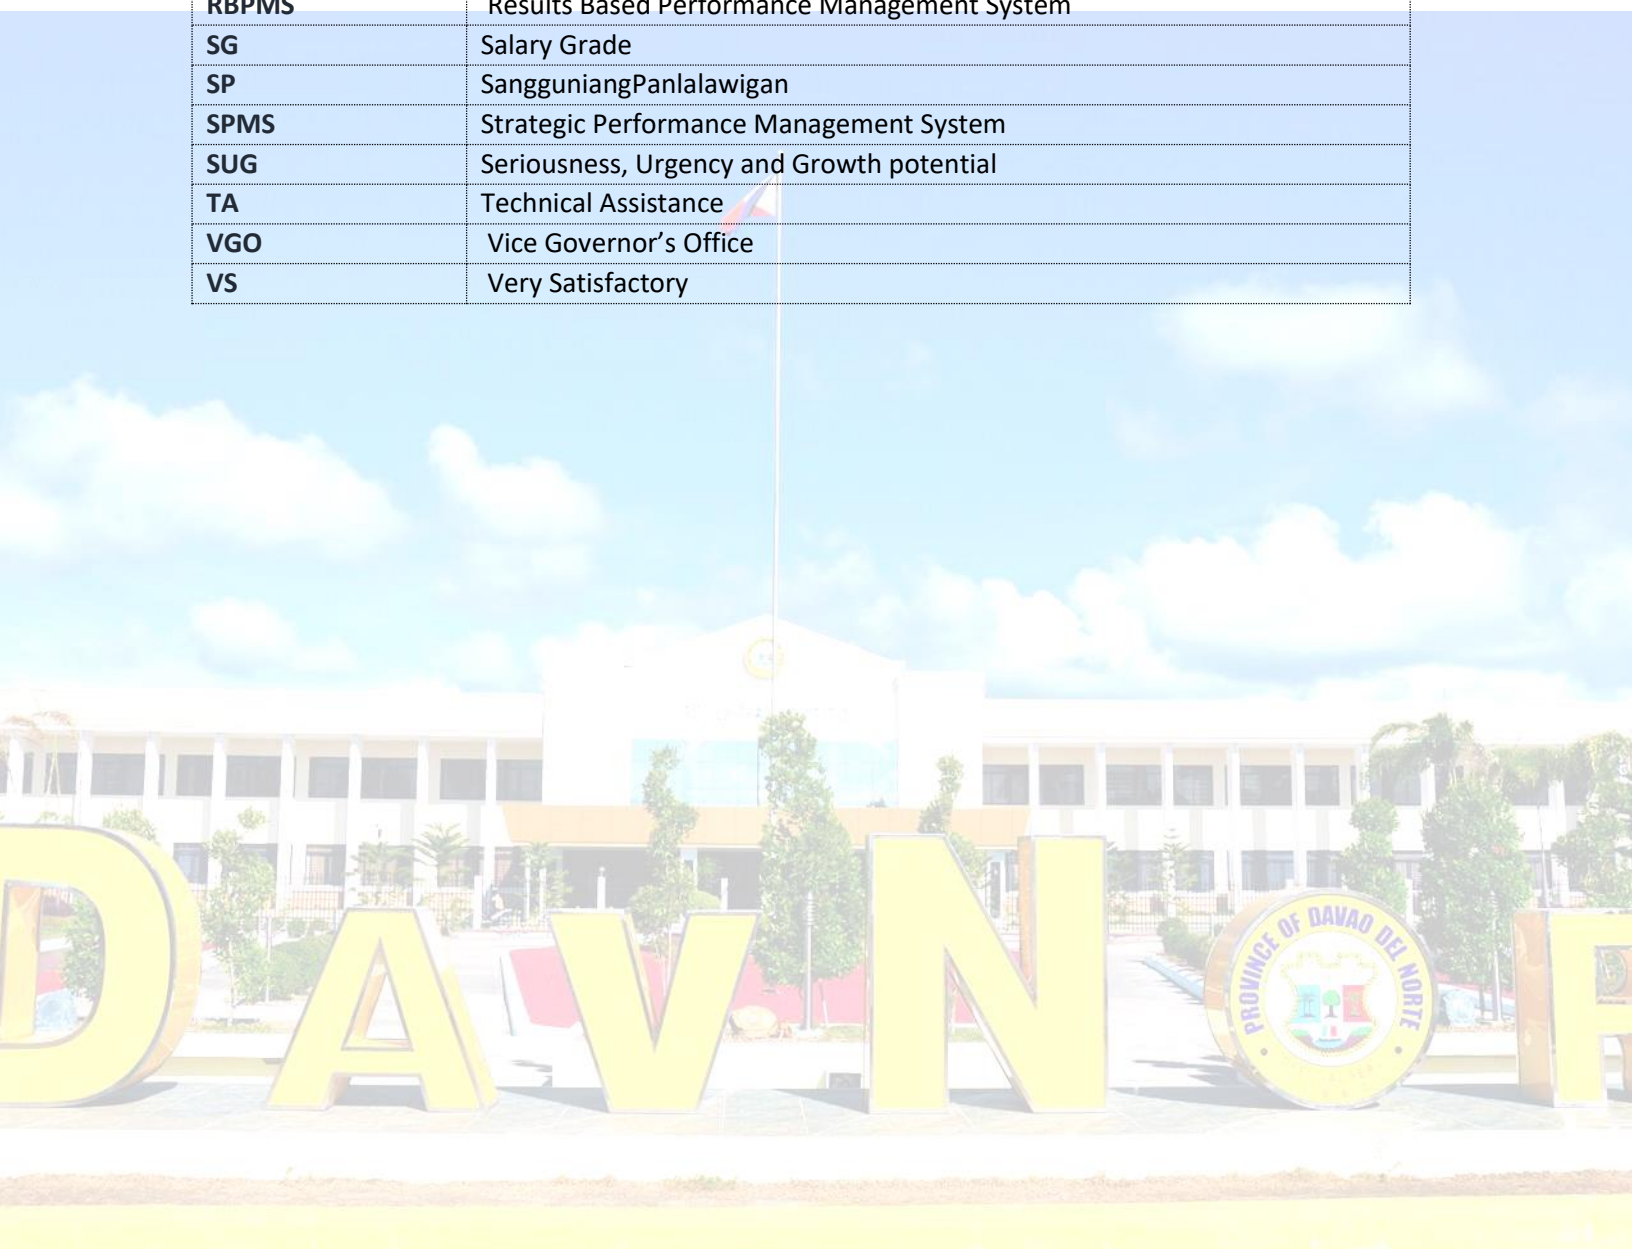 RBPMS Results Based Performance Management System
SG Salary Grade
SP SangguniangPanlalawigan
SPMS Strategic Performance Management System
SUG Seriousness, Urgency and Growth potential
TA Technical Assistance
VGO Vice Governor’s Office
VS Very Satisfactory
DAVN R
PROVINCE OF DAVAO DEL NORTE